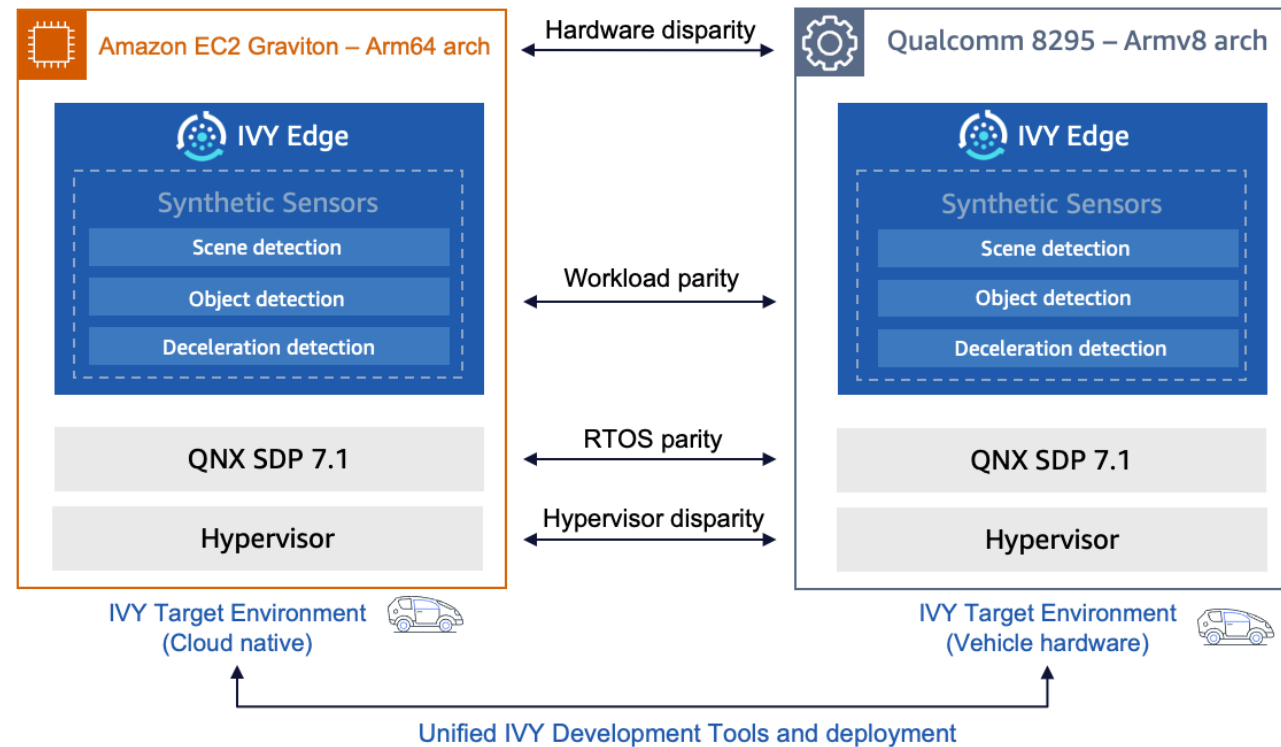 Amazon EC2 Graviton – Arm64 arch
IVY Edge
Synthetic Sensors
Scene detection
Object detection
Deceleration detection
QNX SDP 7.1
Hypervisor
IVY Target Environment
(Cloud native)
Hardware disparity
Workload parity
RTOS parity
Hypervisor disparity
Qualcomm 8295 – Armv8 arch
IVY Edge
Synthetic Sensors
Scene detection
Object detection
Deceleration detection
QNX SDP 7.1
Hypervisor
IVY Target Environment
(Vehicle hardware)
Unified IVY Development Tools and deployment